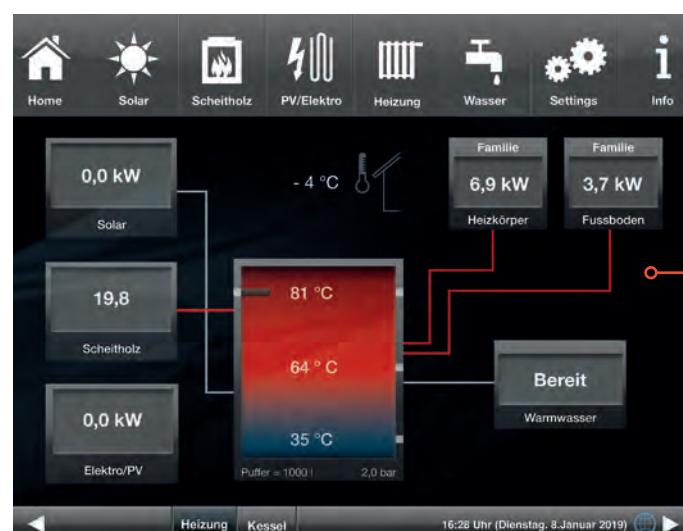 Home Solar Scheitholz PV/Elektro Heizung Wasser Settings Info
Familie Familie
0,0 kW - 4 °C 6,9 kW 3,7 kW
Solar Heizkörper Fussboden
19,8 81 °C
Scheitholz
64 ° C
Bereit
Warmwasser
0,0 kW
35 °C
Elektro/PV Puffer = 1000 l 2,0 bar
Heizung Kessel 16:28 Uhr (Dienstag. 8.Januar 2019)